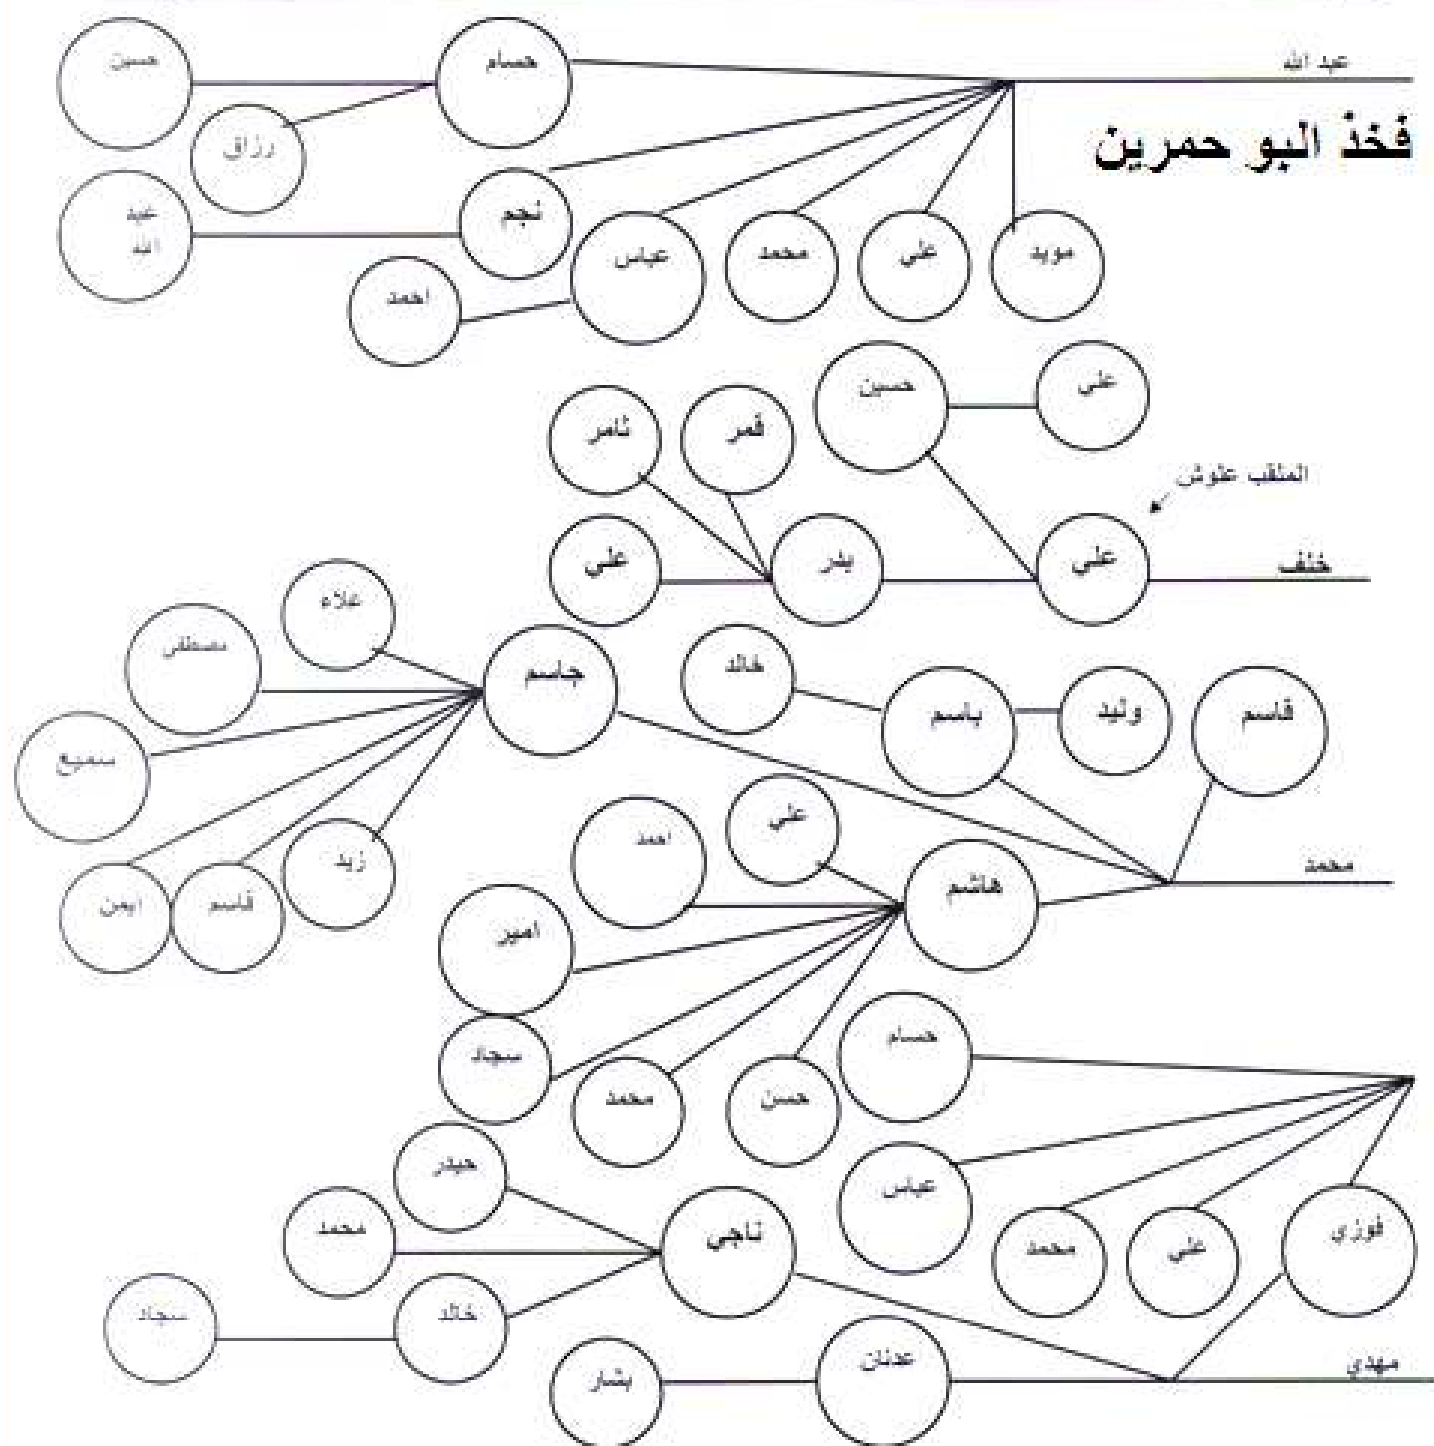 عبد الله
حسام
حسين
رزاق
فخذ البو حمرين
نجم
عبد
الله
مويد
علي
محمد
عباس
احمد
علي
حسين
قمر
ثامر
الملقب علوش
خلف
علي
بدر
علي
علاء
مصطفى
جاسم
خالد
باسم
وليد
قاسم
سميع
زيد
قاسم
ايمن
محمد
هاشم
علي
احمد
امير
سجاد
محمد
حسن
حسام
عباس
محمد
علي
فوزي
حيدر
محمد
ناجي
خالد
سجاد
مهدي
عدنان
بشار